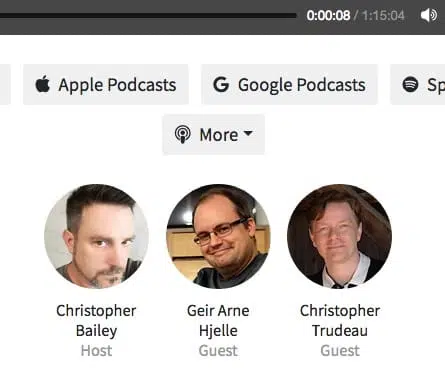 0:00:08 / 1:15:04
Apple Podcasts Google Podcasts Sp
More
Christopher Geir Arne Christopher
Bailey Hjelle Trudeau
Host Guest Guest